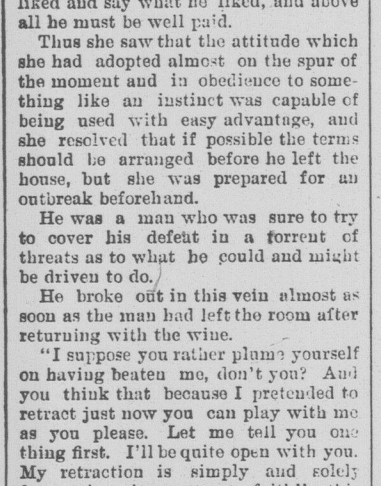 liked and say what he liked, and above
all he must be well paid.
Thus she saw that the attitude which
she had adopted almost on the spur of
the moment and in obedience to some-
thing like an instinct was capable of
being used with easy advantage, and
she resolved that if possible the terms
should be arranged before he left the
house, but she was prepared for an
outbreak beforehand.
He was a man who was sure to try
to cover his defeat in a torrent of
threats as to what he could and might
be driven to do.
He broke out in this vein almost as
soon as the man had left the room after
returning with the wine.
"I suppose you rather plume yourself
on having beaten me, don't you? And
you think that because I pretended to
retract just now you can play with me
as you please. Let me tell you one
thing first. I'll be quite open with you.
My retraction is simply and solely